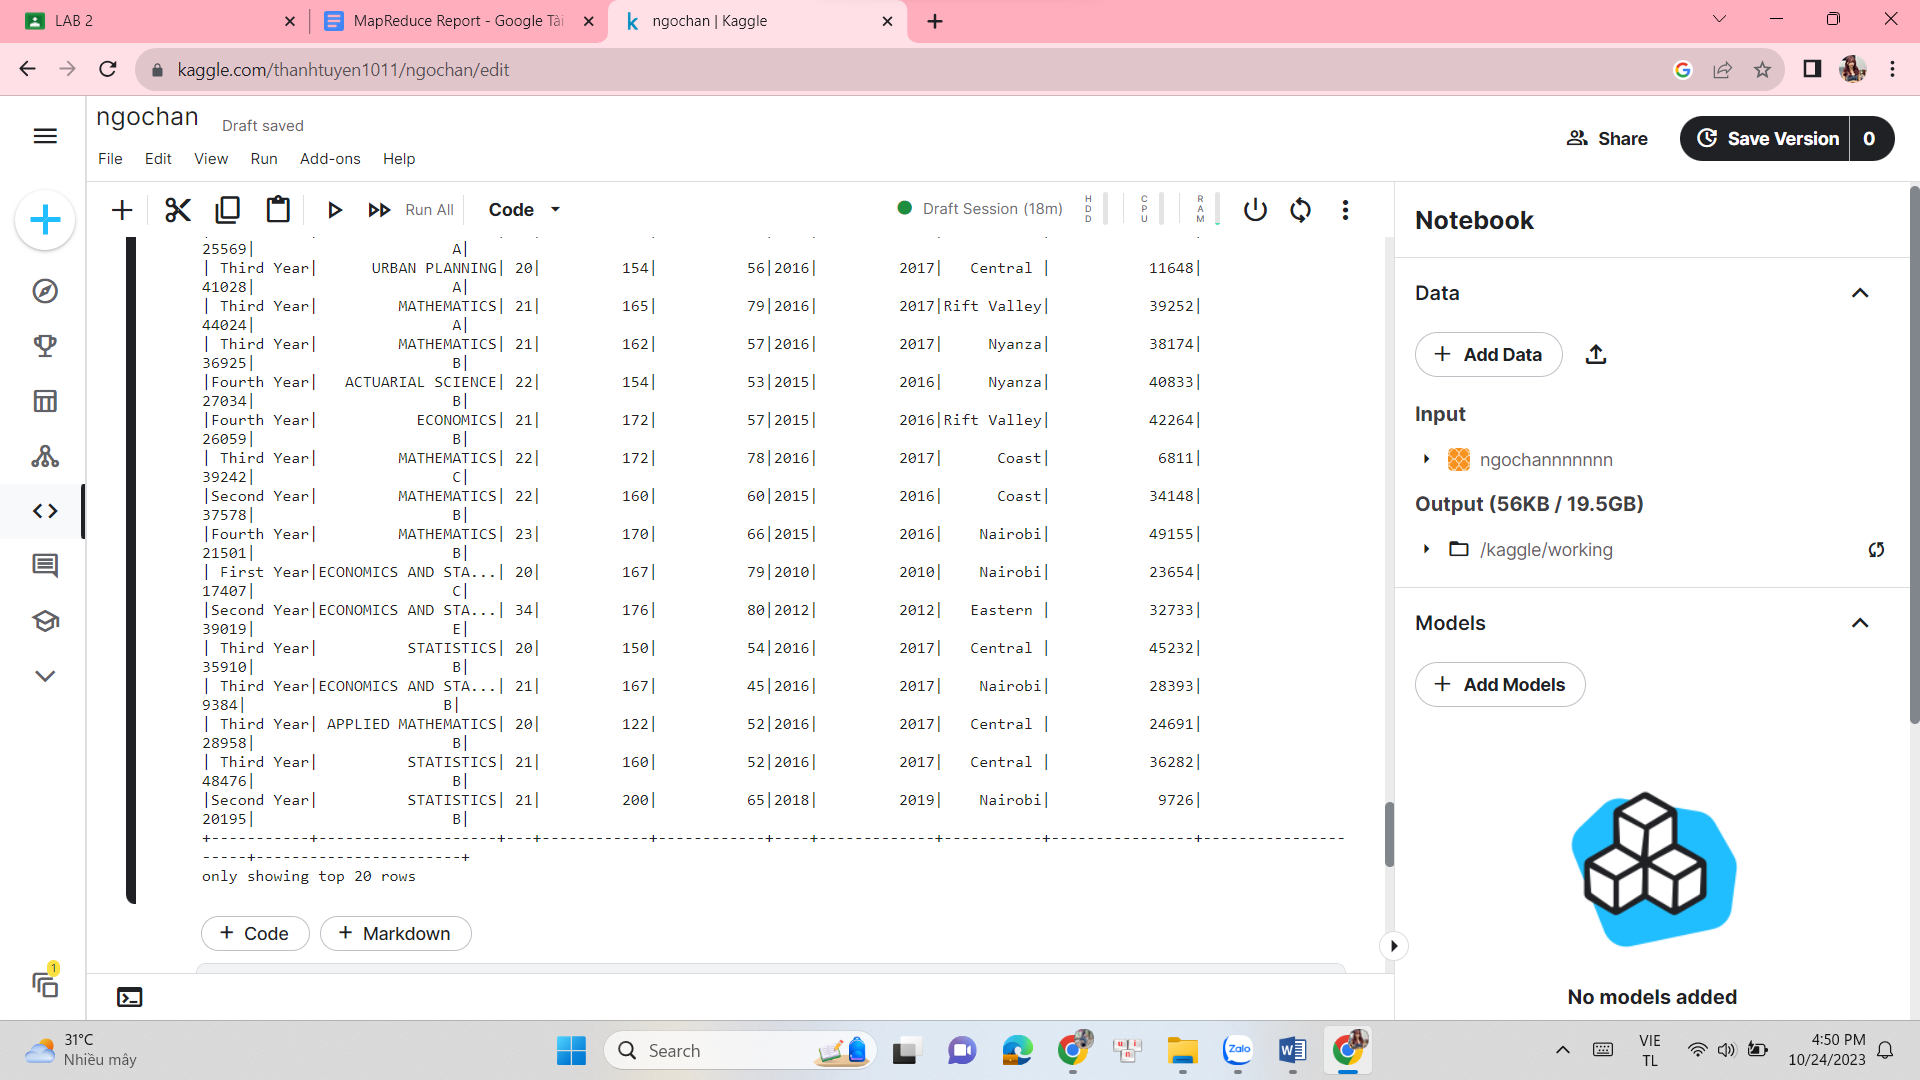 LAB 2
MapReduce Report - Google Tài
ngochan | Kaggle
kaggle.com/thanhtuyen1011/ngochan/edit
ngochan
Draft saved
File Edit View Run Add-ons Help
Share
Save Version 0
Run All
Code
Draft Session (18m)
HDD
CPU
RAM
25569|                      A|
| Third Year|      URBAN PLANNING| 20|         154|          56|2016|         2017|   Central |           11648|
41028|                      A|
| Third Year|         MATHEMATICS| 21|         165|          79|2016|         2017|Rift Valley|           39252|
44024|                      A|
| Third Year|         MATHEMATICS| 21|         162|          57|2016|         2017|     Nyanza|           38174|
36925|                      B|
|Fourth Year|   ACTUARIAL SCIENCE| 22|         154|          53|2015|         2016|     Nyanza|           40833|
27034|                      B|
|Fourth Year|           ECONOMICS| 21|         172|          57|2015|         2016|Rift Valley|           42264|
26059|                      B|
| Third Year|         MATHEMATICS| 22|         172|          78|2016|         2017|      Coast|            6811|
39242|                      C|
|Second Year|         MATHEMATICS| 22|         160|          60|2015|         2016|      Coast|           34148|
37578|                      B|
|Fourth Year|         MATHEMATICS| 23|         170|          66|2015|         2016|    Nairobi|           49155|
21501|                      B|
| First Year|ECONOMICS AND STA...| 20|         167|          79|2010|         2010|    Nairobi|           23654|
17407|                      C|
|Second Year|ECONOMICS AND STA...| 34|         176|          80|2012|         2012|   Eastern |           32733|
39019|                      E|
| Third Year|          STATISTICS| 20|         150|          54|2016|         2017|   Central |           45232|
35910|                      B|
| Third Year|ECONOMICS AND STA...| 21|         167|          45|2016|         2017|    Nairobi|           28393|
9384|                      B|
| Third Year| APPLIED MATHEMATICS| 20|         122|          52|2016|         2017|   Central |           24691|
28958|                      B|
| Third Year|          STATISTICS| 21|         160|          52|2016|         2017|   Central |           36282|
48476|                      B|
|Second Year|          STATISTICS| 21|         200|          65|2018|         2019|    Nairobi|            9726|
20195|                      B|
+-----------+--------------------+---+------------+------------+----+-------------+-----------+----------------+----------------
-----+-----------------------+
only showing top 20 rows
+ Code
+ Markdown
Notebook
Data
+ Add Data
Input
ngochannnnnnn
Output (56KB / 19.5GB)
/kaggle/working
Models
+ Add Models
No models added
1
31°C
Nhiều mây
Search
Zalo
VIE
TL
4:50 PM
10/24/2023